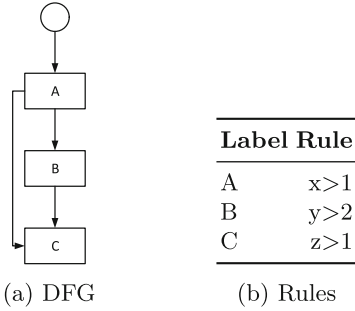 A
B
C
(a) DFG
Label Rule
A x>1
B y>2
C z>1
(b) Rules